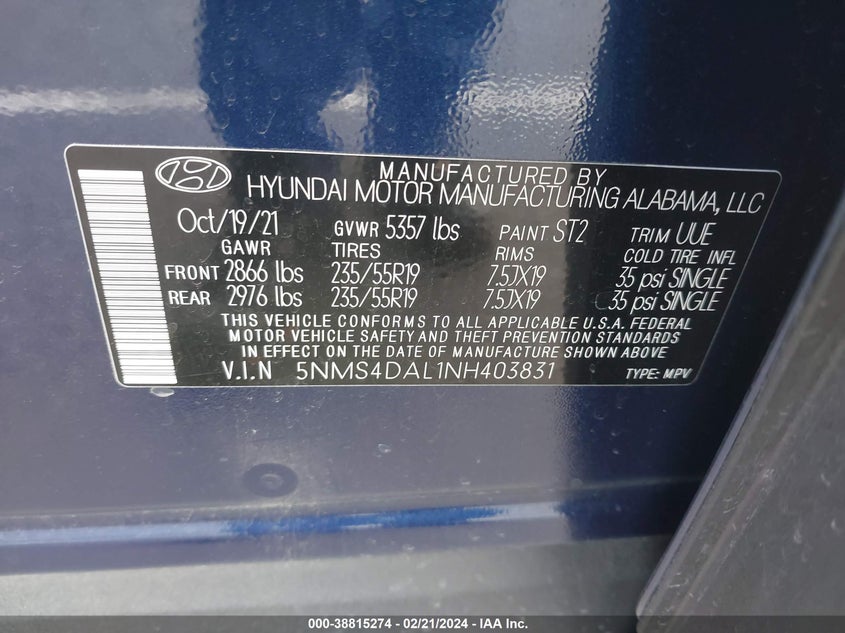 MANUFACTURED BY
HYUNDAI MOTOR MANUFACTURING ALABAMA, LLC
Oct/19/21 GVWR 5357 lbs PAINT ST2 TRIM UUE
GAWR TIRES RIMS COLD TIRE INFL
FRONT 2866 lbs 235/55R19 7.5JX19 35 psi SINGLE
REAR 2976 lbs 235/55R19 7.5JX19 35 psi SINGLE
THIS VEHICLE CONFORMS TO ALL APPLICABLE U.S.A. FEDERAL
MOTOR VEHICLE SAFETY AND THEFT PREVENTION STANDARDS
IN EFFECT ON THE DATE OF MANUFACTURE SHOWN ABOVE
V.I.N 5NMS4DAL1NH403831 TYPE: MPV
000-38815274 - 02/21/2024 - IAA Inc.